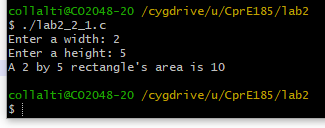 collalti@CO2048-20 /cygdrive/u/CprE185/lab2
$ ./lab2_2_1.c
Enter a width: 2
Enter a height: 5
A 2 by 5 rectangle's area is 10
collalti@CO2048-20 /cygdrive/u/CprE185/lab2
$